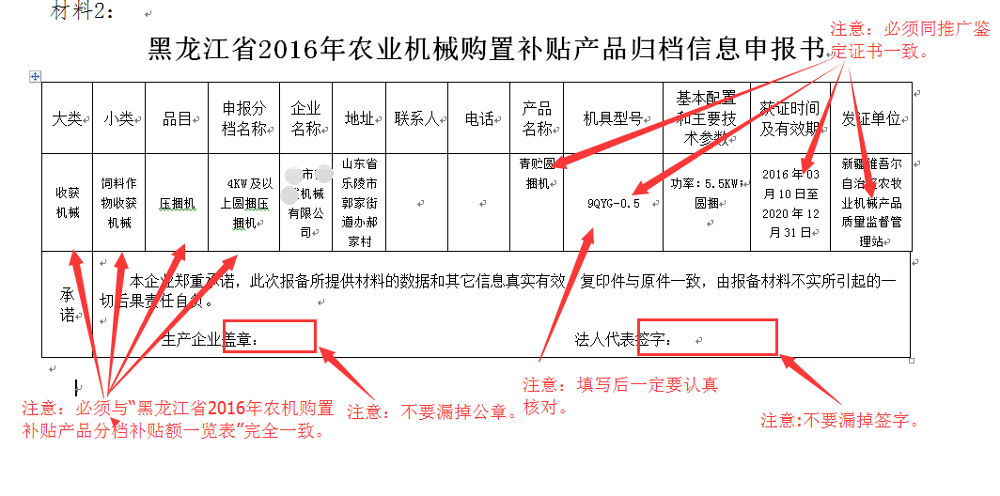 材料2：
黑龙江省2016年农业机械购置补贴产品归档信息申报书
注意：必须同推广鉴
定证书一致。
大类
小类
品目
申报分
档名称
企业
名称
地址
联系人
电话
产品
名称
机具型号
基本配置
和主要技
术参数
获证时间
及有效期
发证单位
收获
机械
饲料作
物收获
机械
压捆机
4KW及以
上圆捆压
捆机
市
机械
有限公
司
山东省
乐陵市
郭家街
道办郝
家村
青贮圆
捆机
9QYG-0.5
功率：5.5KW；
圆捆
2016年03
月10日至
2020年12
月31日
新疆维吾尔
自治区农牧
业机械产品
质量监督管
理站
承
诺
本企业郑重承诺，此次报备所提供材料的数据和其它信息真实有效，复印件与原件一致，由报备材料不实所引起的一
切后果责任自负。
生产企业盖章：
法人代表签字：
注意：必须与“黑龙江省2016年农机购置
补贴产品分档补贴额一览表”完全一致。
注意：不要漏掉公章。
注意：填写后一定要认真
核对。
注意:不要漏掉签字。